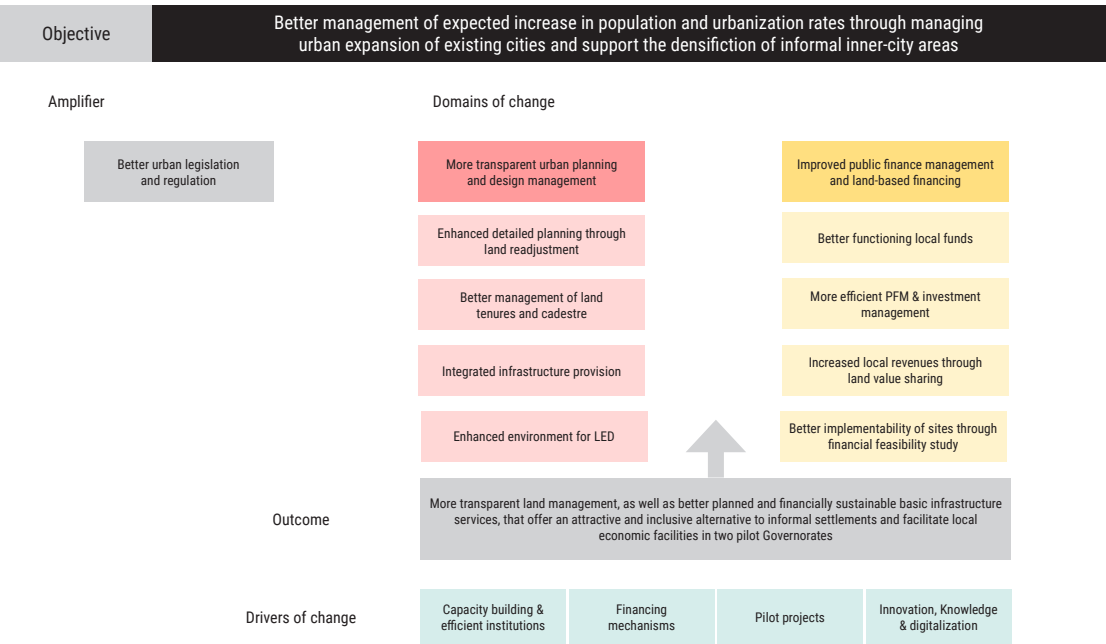 Objective
Better management of expected increase in population and urbanization rates through managing
urban expansion of existing cities and support the densifiction of informal inner-city areas
Amplifier
Domains of change
Better urban legislation
and regulation
More transparent urban planning
and design management
Improved public finance management
and land-based financing
Enhanced detailed planning through
land readjustment
Better functioning local funds
Better management of land
tenures and cadastre
More efficient PFM & investment
management
Integrated infrastructure provision
Increased local revenues through
land value sharing
Enhanced environment for LED
Better implementability of sites through
financial feasibility study
Outcome
More transparent land management, as well as better planned and financially sustainable basic infrastructure
services, that offer an attractive and inclusive alternative to informal settlements and facilitate local
economic facilities in two pilot Governorates
Drivers of change
Capacity building &
efficient institutions
Financing
mechanisms
Pilot projects
Innovation, Knowledge
& digitalization